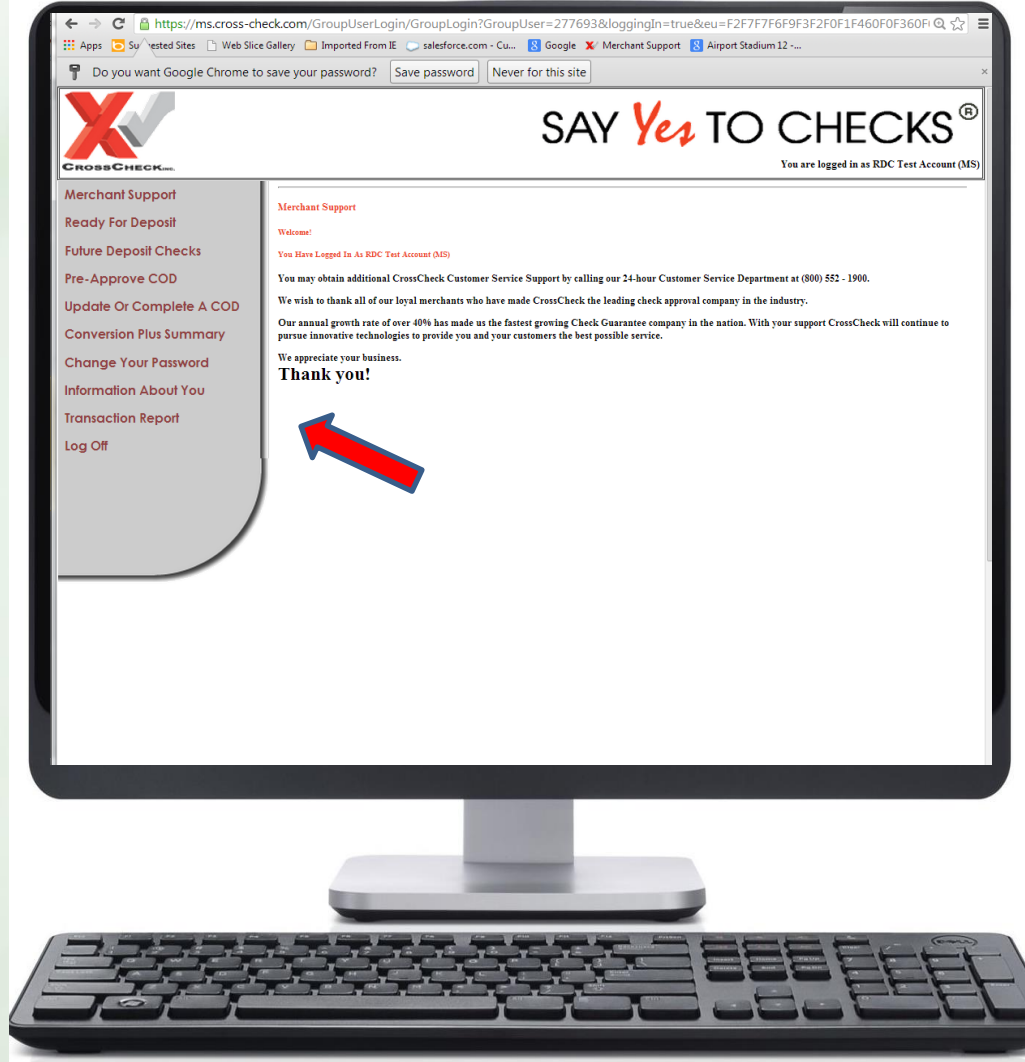 https://ms.cross-check.com/GroupUserLogin/GroupLogin?GroupUser=277693&loggingIn=true&eu=F2F7F7F6F9F3F2F0F1F460F0F360F
Apps Web Slice Gallery Imported From IE salesforce.com - Cu... Google Merchant Support Airport Stadium 12 -...
Do you want Google Chrome to save your password? Save password Never for this site
CROSSCHECK INC.
SAY Yes TO CHECKS®
You are logged in as RDC Test Account (MS)
Merchant Support
Ready For Deposit
Future Deposit Checks
Pre-Approve COD
Update Or Complete A COD
Conversion Plus Summary
Change Your Password
Information About You
Transaction Report
Log Off
Merchant Support
Welcome!
You Have Logged In As RDC Test Account (MS)
You may obtain additional CrossCheck Customer Service Support by calling our 24-hour Customer Service Department at (800) 552 - 1900.
We wish to thank all of our loyal merchants who have made CrossCheck the leading check approval company in the industry.
Our annual growth rate of over 40% has made us the fastest growing Check Guarantee company in the nation. With your support CrossCheck will continue to
pursue innovative technologies to provide you and your customers the best possible service.
We appreciate your business.
Thank you!
DELL